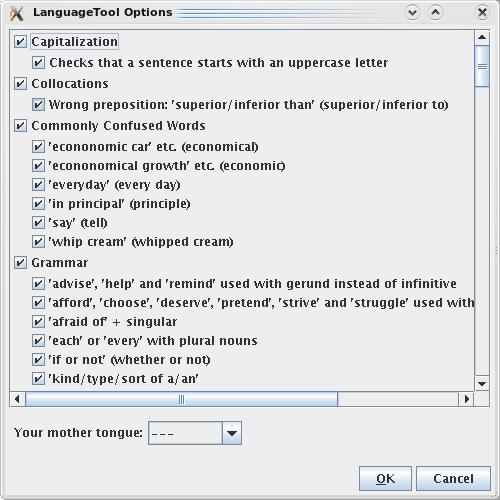 LanguageTool Options
Capitalization
Checks that a sentence starts with an uppercase letter
Collocations
Wrong preposition: 'superior/inferior than' (superior/inferior to)
Commonly Confused Words
'econonomic car' etc. (economical)
'econonomical growth' etc. (economic)
'everyday' (every day)
'in principal' (principle)
'say' (tell)
'whip cream' (whipped cream)
Grammar
'advise', 'help' and 'remind' used with gerund instead of infinitive
'afford', 'choose', 'deserve', 'pretend', 'strive' and 'struggle' used with
'afraid of' + singular
'each' or 'every' with plural nouns
'if or not' (whether or not)
'kind/type/sort of a/an'
Your mother tongue: ---
OK Cancel